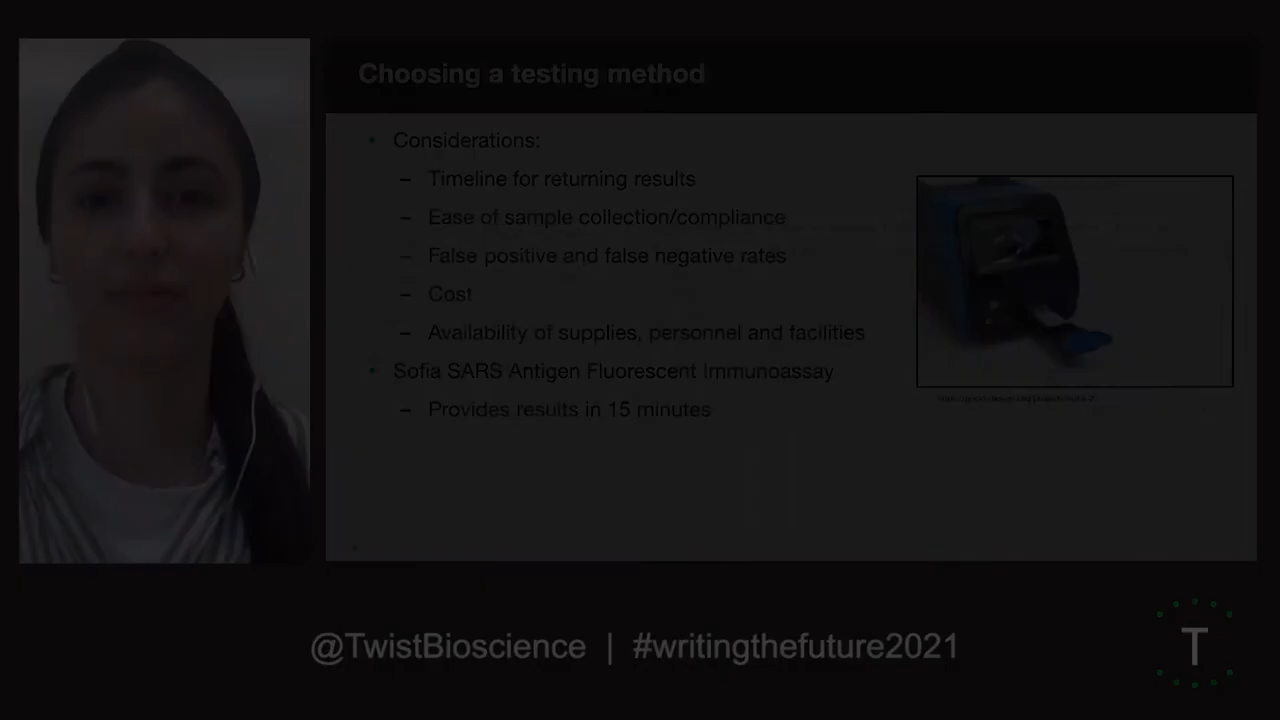 Choosing a testing method
• Considerations:
– Timeline for returning results
– Ease of sample collection/compliance
– False positive and false negative rates
– Cost
– Availability of supplies, personnel and facilities
• Sofia SARS Antigen Fluorescent Immunoassay
– Provides results in 15 minutes
@TwistBioscience | #writingthefuture2021
T